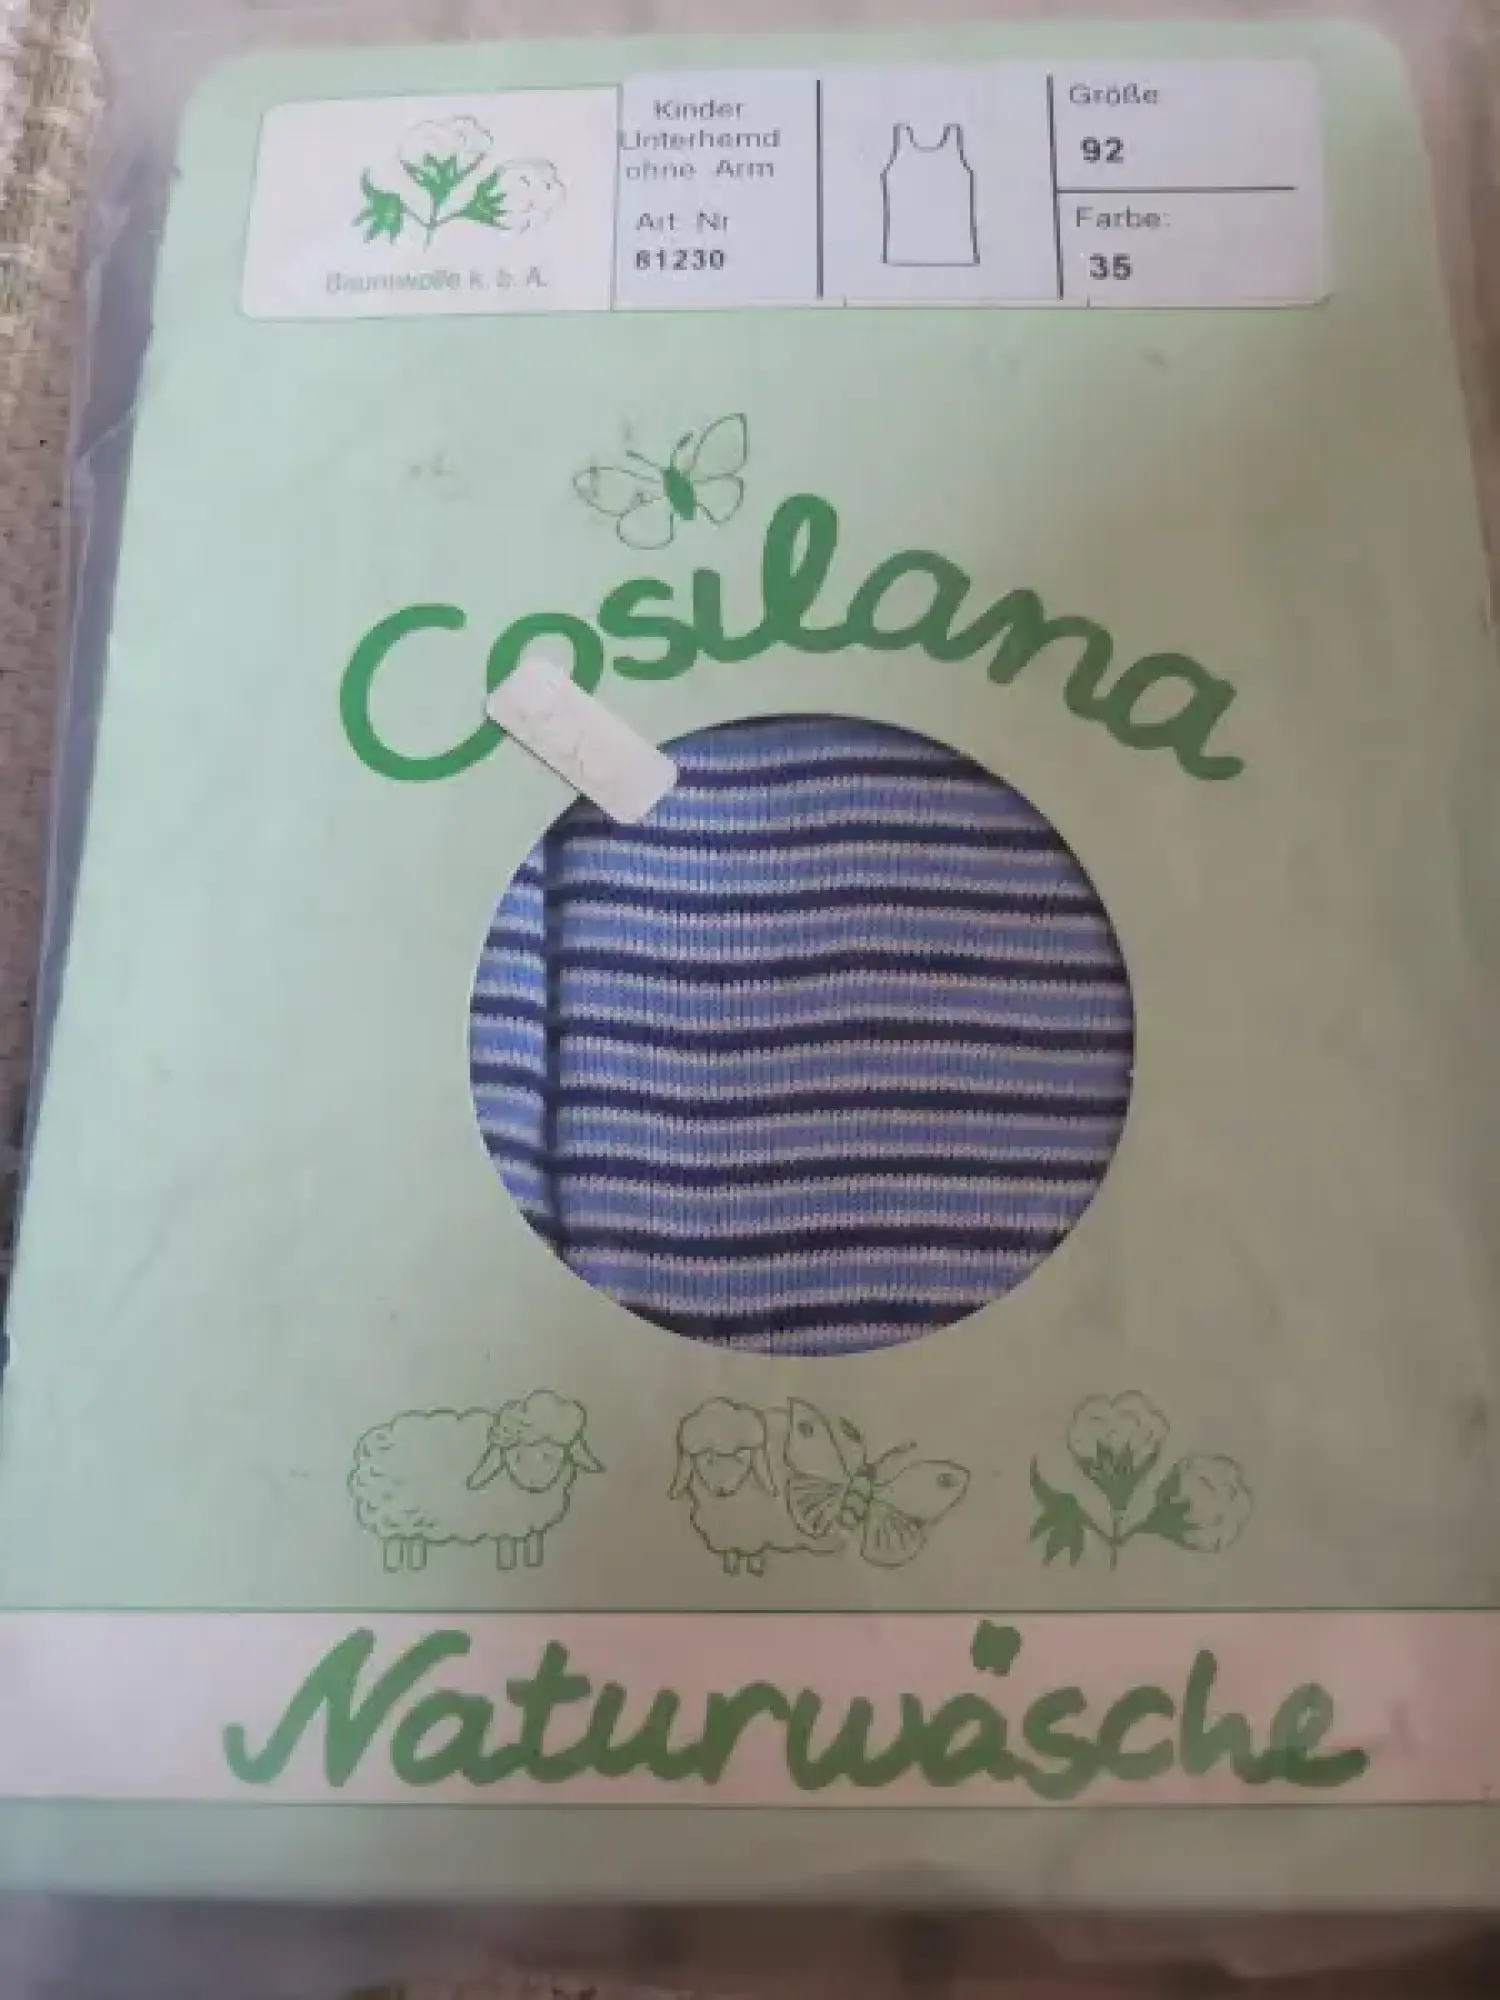 Kinder
Unterhemd
ohne Arm
Art. Nr
81230
Größe
92
Farbe:
35
Baumwolle k. b. A.
Cosilana
Naturwäsche